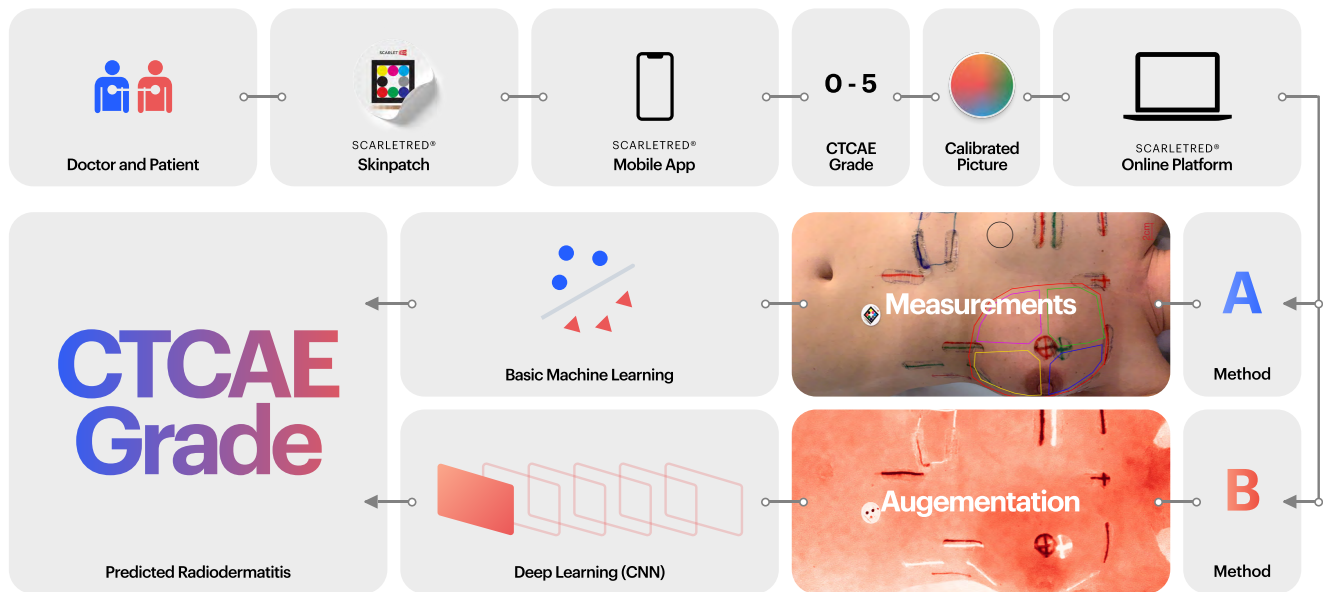 SCARLET
Doctor and Patient
SCARLETRED®
Skinpatch
SCARLETRED®
Mobile App
0 - 5
CTCAE
Grade
Calibrated
Picture
SCARLETRED®
Online Platform
CTCAE
Grade
Predicted Radiodermatitis
Basic Machine Learning
Measurements
A
Method
Deep Learning (CNN)
Augementation
B
Method